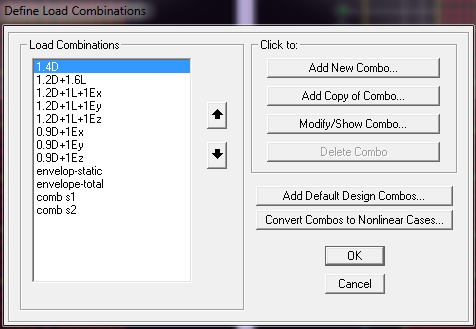 Define Load Combinations
Load Combinations
1.4D
1.2D+1.6L
1.2D+1L+1Ex
1.2D+1L+1Ey
1.2D+1L+1Ez
0.9D+1Ex
0.9D+1Ey
0.9D+1Ez
envelop-static
envelope-total
comb s1
comb s2
Click to:
Add New Combo...
Add Copy of Combo...
Modify/Show Combo...
Delete Combo
Add Default Design Combos...
Convert Combos to Nonlinear Cases...
OK
Cancel